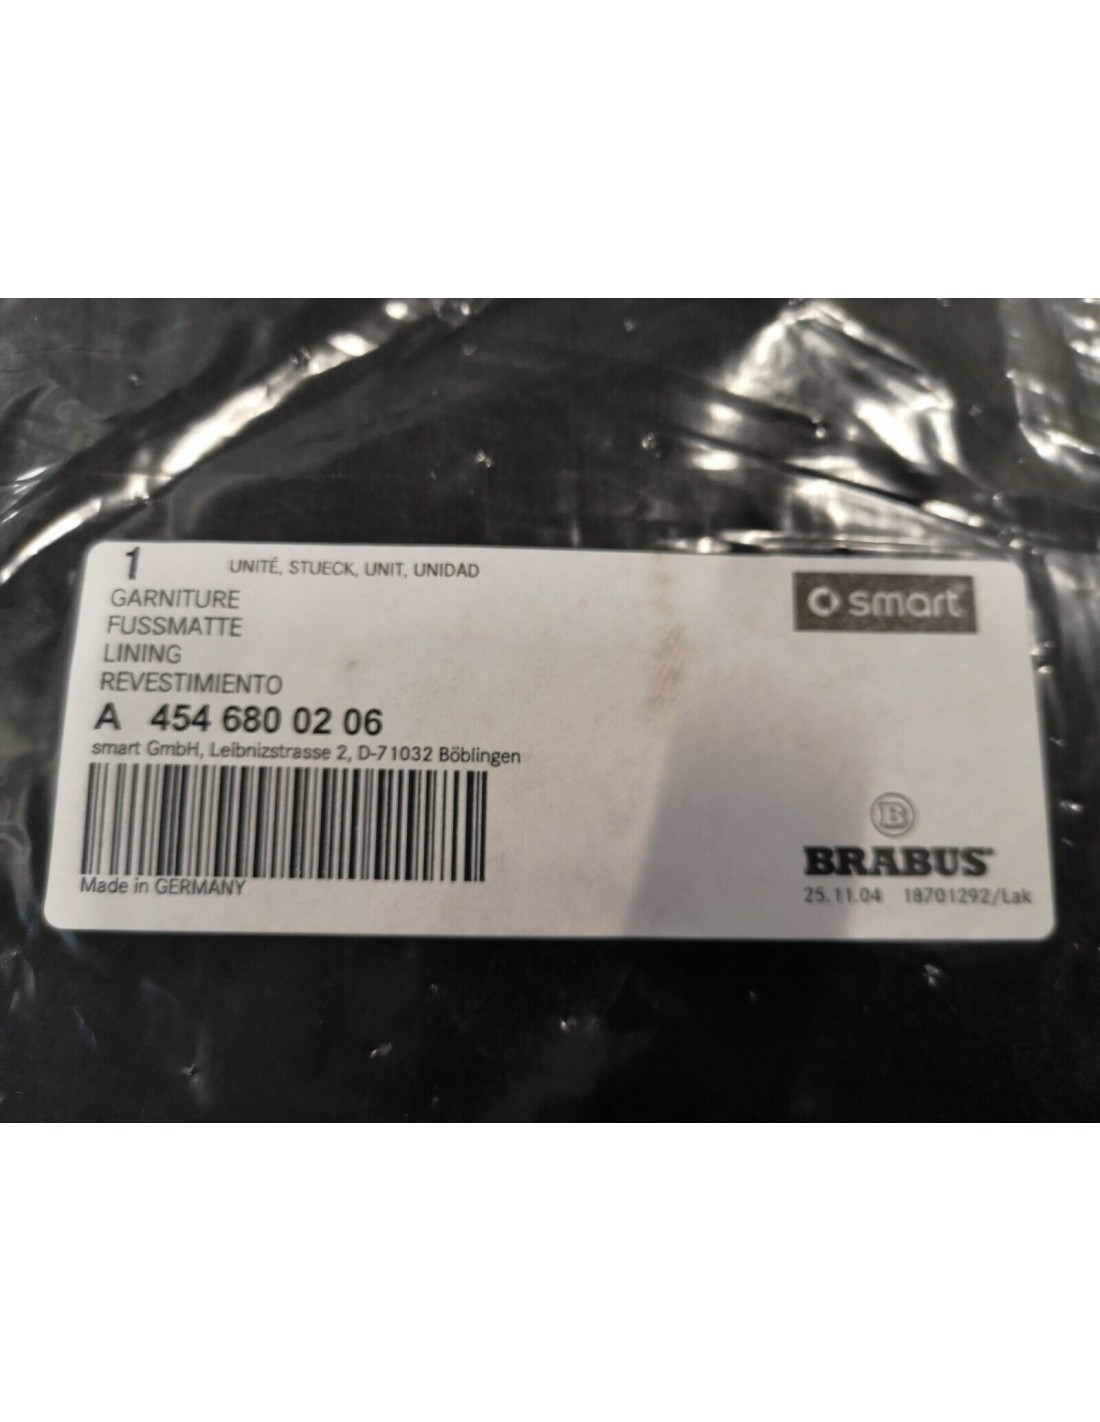 1 UNITÉ, STUECK, UNIT, UNIDAD
GARNITURE
FUSSMATTE
LINING
REVESTIMIENTO
A 454 680 02 06
smart GmbH, Leibnizstrasse 2, D-71032 Böblingen
Made in GERMANY
smart
B
BRABUS
25.11.04 18701292/Lak